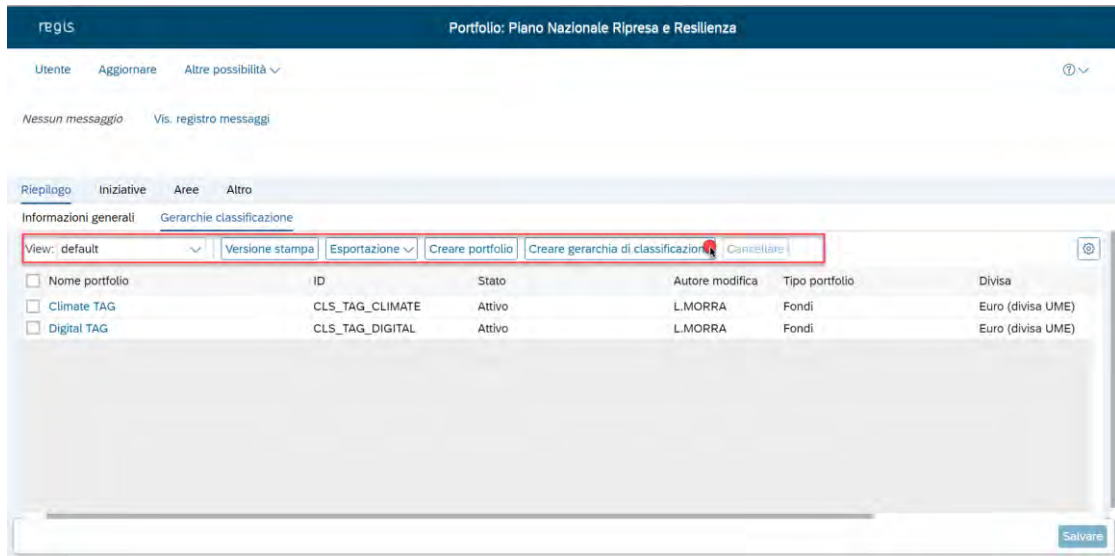 regis Portfolio: Piano Nazionale Ripresa e Resilienza
Utente Aggiornare Altre possibilità
Nessun messaggio Vis. registro messaggi
Riepilogo Iniziative Aree Altro
Informazioni generali Gerarchie classificazione
View: default Versione stampa Esportazione Creare portfolio Creare gerarchia di classificazione Cancellare
Nome portfolio ID Stato Autore modifica Tipo portfolio Divisa
Climate TAG CLS_TAG_CLIMATE Attivo L.MORRA Fondi Euro (divisa UME)
Digital TAG CLS_TAG_DIGITAL Attivo L.MORRA Fondi Euro (divisa UME)
Salvare